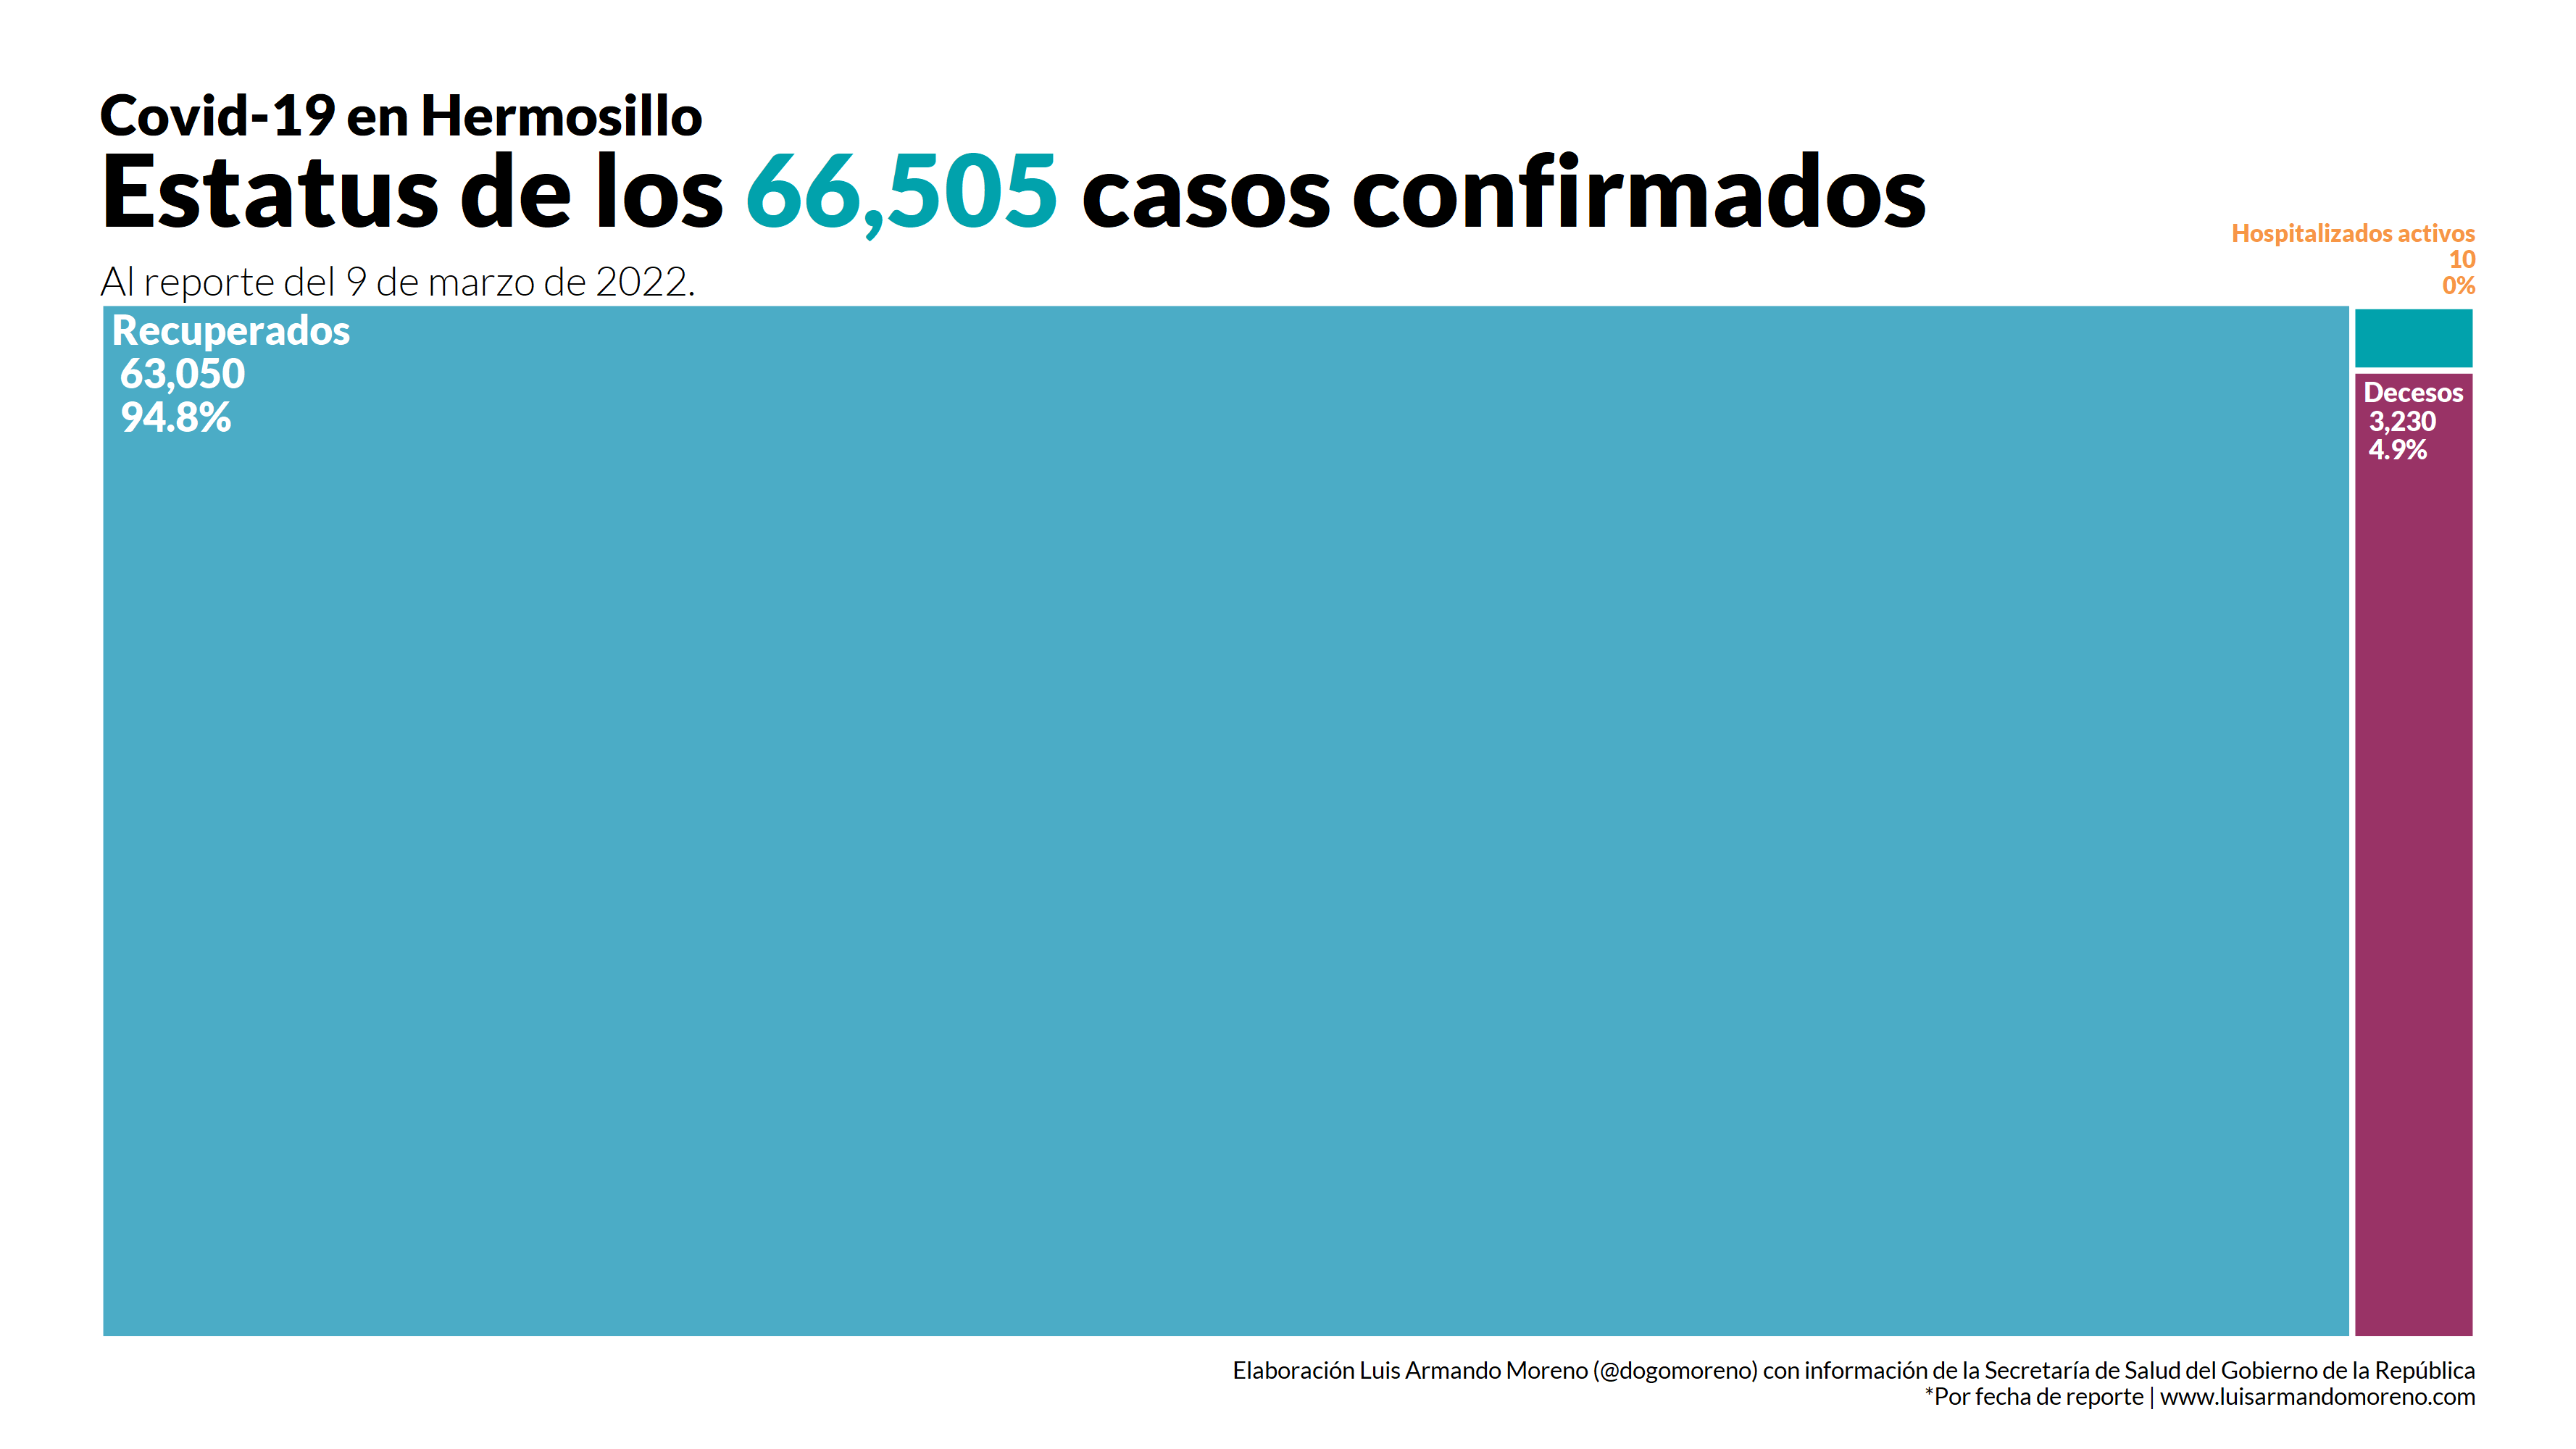 Covid-19 en Hermosillo
Estatus de los 66,505 casos confirmados
Al reporte del 9 de marzo de 2022.
Hospitalizados activos
10
0%
Recuperados
63,050
94.8%
Decesos
3,230
4.9%
Elaboración Luis Armando Moreno (@dogomoreno) con información de la Secretaría de Salud del Gobierno de la República
*Por fecha de reporte | www.luisarmandomoreno.com